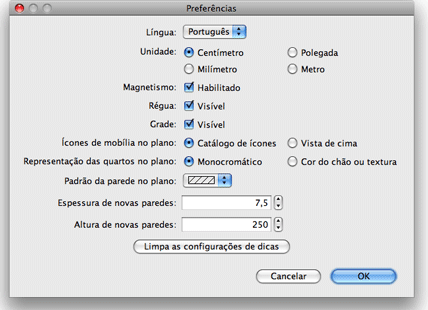 Preferências
Língua: Português
Unidade: Centímetro Polegada
Milímetro Metro
Magnetismo: Habilitado
Régua: Visível
Grade: Visível
Ícones de mobília no plano: Catálogo de ícones Vista de cima
Representação das quartos no plano: Monocromático Cor do chão ou textura
Padrão da parede no plano:
Espessura de novas paredes: 7,5
Altura de novas paredes: 250
Limpa as configurações de dicas
Cancelar OK